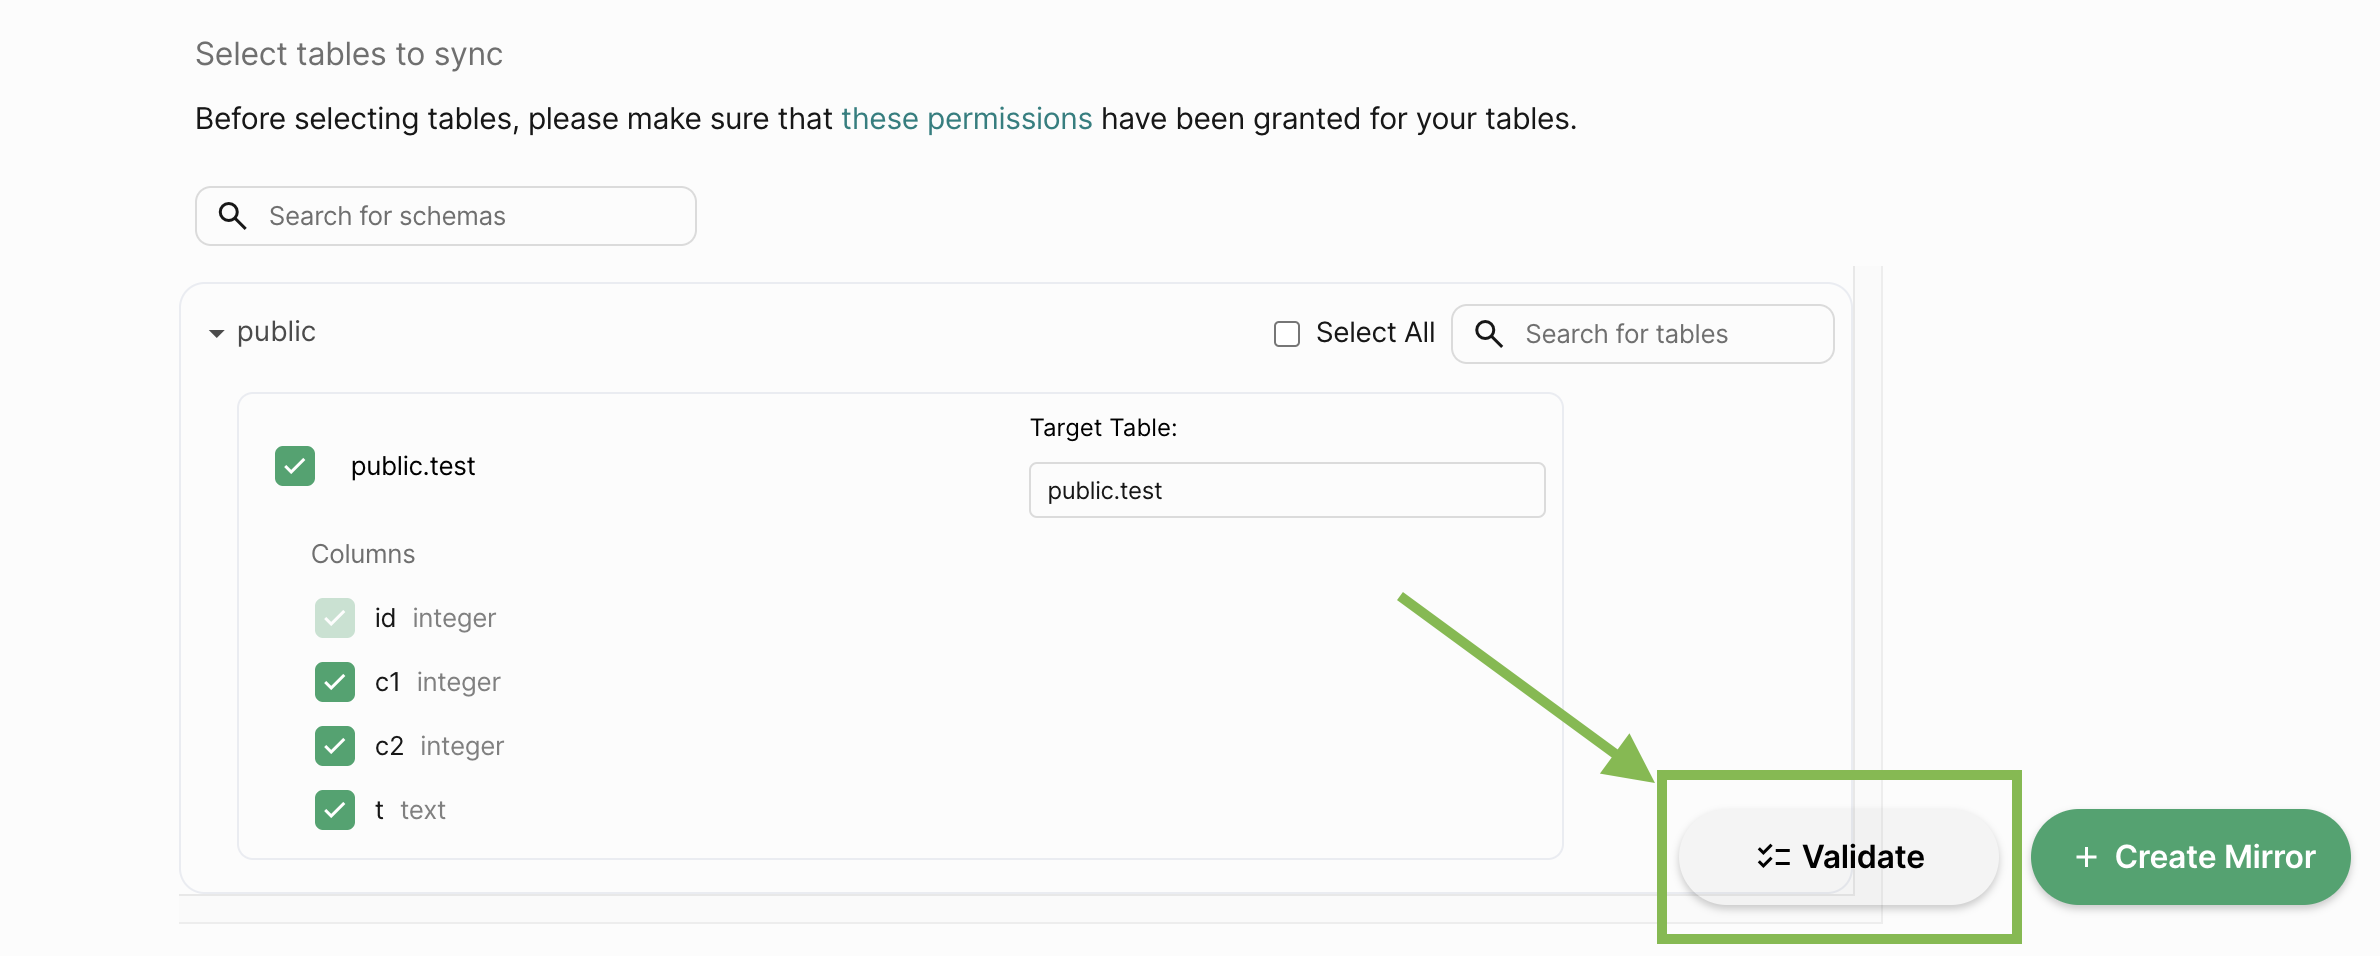 Select tables to sync
Before selecting tables, please make sure that these permissions have been granted for your tables.
Search for schemas
public
Select All
Search for tables
Target Table:
public.test
public.test
Columns
id integer
c1 integer
c2 integer
t text
Validate
+ Create Mirror